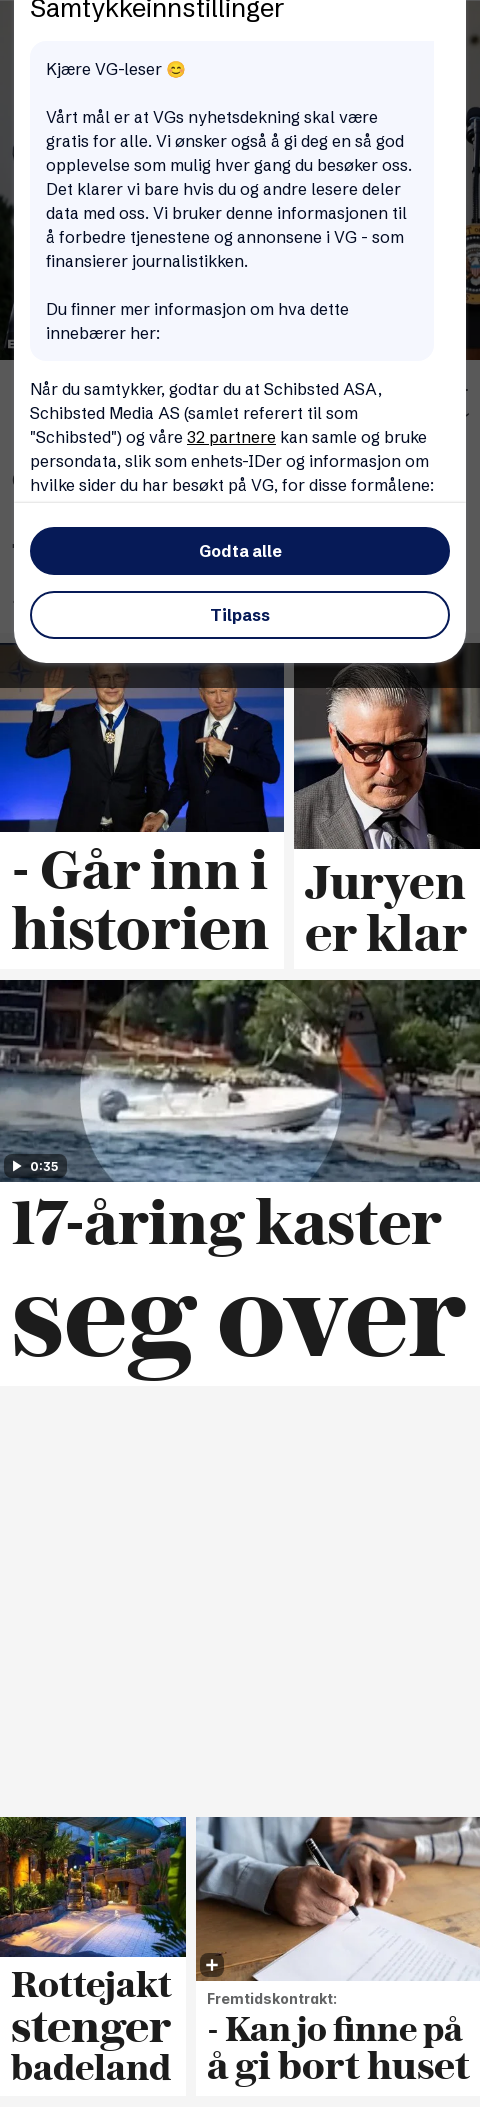 Samtykkeinnstillinger
Kjære VG-leser 😊
Vårt mål er at VGs nyhetsdekning skal være
gratis for alle. Vi ønsker også å gi deg en så god
opplevelse som mulig hver gang du besøker oss.
Det klarer vi bare hvis du og andre lesere deler
data med oss. Vi bruker denne informasjonen til
å forbedre tjenestene og annonsene i VG - som
finansierer journalistikken.
Du finner mer informasjon om hva dette
innebærer her:
Når du samtykker, godtar du at Schibsted ASA,
Schibsted Media AS (samlet referert til som
"Schibsted") og våre 32 partnere kan samle og bruke
persondata, slik som enhets-IDer og informasjon om
hvilke sider du har besøkt på VG, for disse formålene:
Godta alle
Tilpass
- Går inn i
historien
Juryen
er klar
0:35
17-åring kaster
seg over
Rottejakt
stenger
badeland
Fremtidskontrakt:
- Kan jo finne på
å gi bort huset